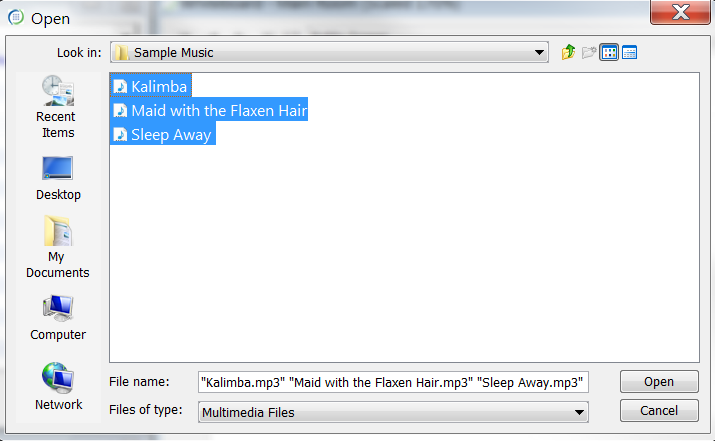 Open
Look in:
Sample Music
Recent
Items
Desktop
My
Documents
Computer
Network
Kalimba
Maid with the Flaxen Hair
Sleep Away
File name:
"Kalimba.mp3" "Maid with the Flaxen Hair.mp3" "Sleep Away.mp3"
Open
Files of type:
Multimedia Files
Cancel